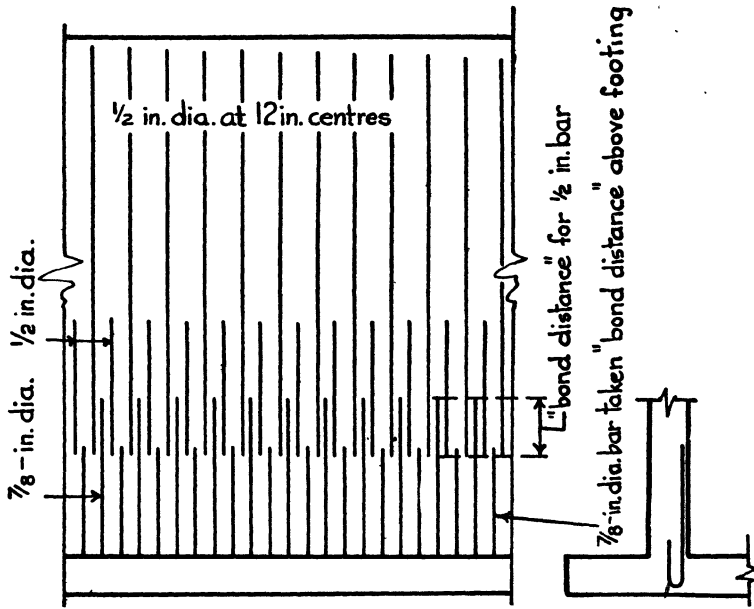 ½ in. dia. at 12 in. centres
½ in. dia.
⅞-in. dia.
"bond distance" for ½ in. bar
⅞-in. dia. bar taken "bond distance" above footing